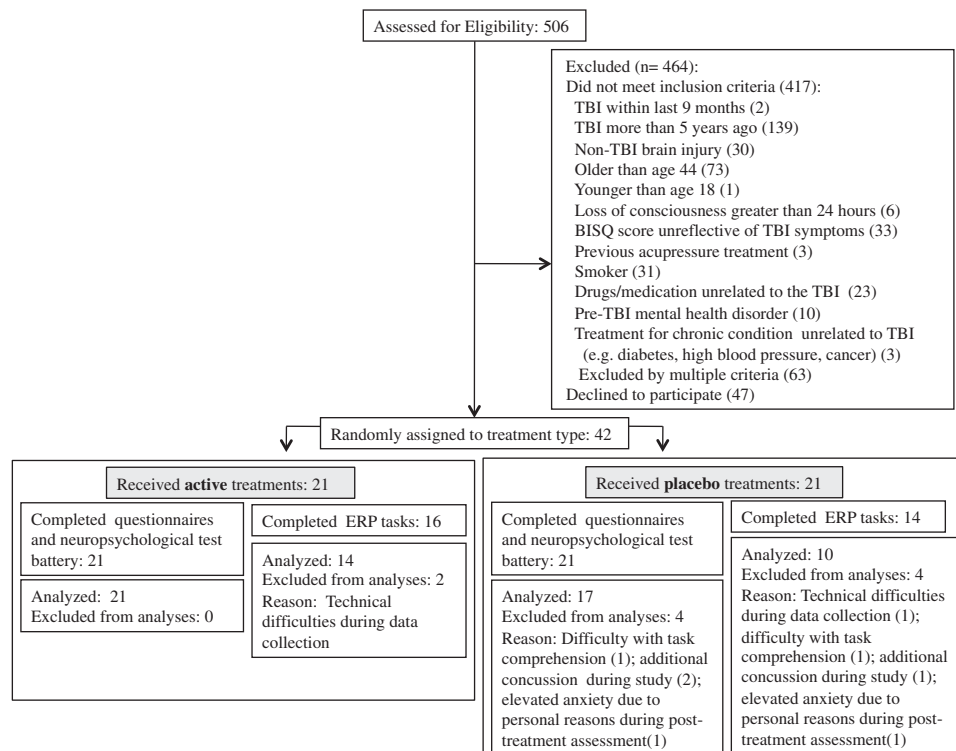 Assessed for Eligibility: 506
Excluded (n= 464):
Did not meet inclusion criteria (417):
TBI within last 9 months (2)
TBI more than 5 years ago (139)
Non-TBI brain injury (30)
Older than age 44 (73)
Younger than age 18 (1)
Loss of consciousness greater than 24 hours (6)
BISQ score unreflective of TBI symptoms (33)
Previous acupressure treatment (3)
Smoker (31)
Drugs/medication unrelated to the TBI (23)
Pre-TBI mental health disorder (10)
Treatment for chronic condition unrelated to TBI
(e.g. diabetes, high blood pressure, cancer) (3)
Excluded by multiple criteria (63)
Declined to participate (47)
Randomly assigned to treatment type: 42
Received active treatments: 21
Completed questionnaires
and neuropsychological test
battery: 21
Analyzed: 21
Excluded from analyses: 0
Completed ERP tasks: 16
Analyzed: 14
Excluded from analyses: 2
Reason: Technical
difficulties during data
collection
Received placebo treatments: 21
Completed questionnaires
and neuropsychological test
battery: 21
Analyzed: 17
Excluded from analyses: 4
Reason: Difficulty with task
comprehension (1); additional
concussion during study (2);
elevated anxiety due to
personal reasons during post-
treatment assessment(1)
Completed ERP tasks: 14
Analyzed: 10
Excluded from analyses: 4
Reason: Technical difficulties
during data collection (1);
difficulty with task
comprehension (1); additional
concussion during study (1);
elevated anxiety due to
personal reasons during post-
treatment assessment (1)